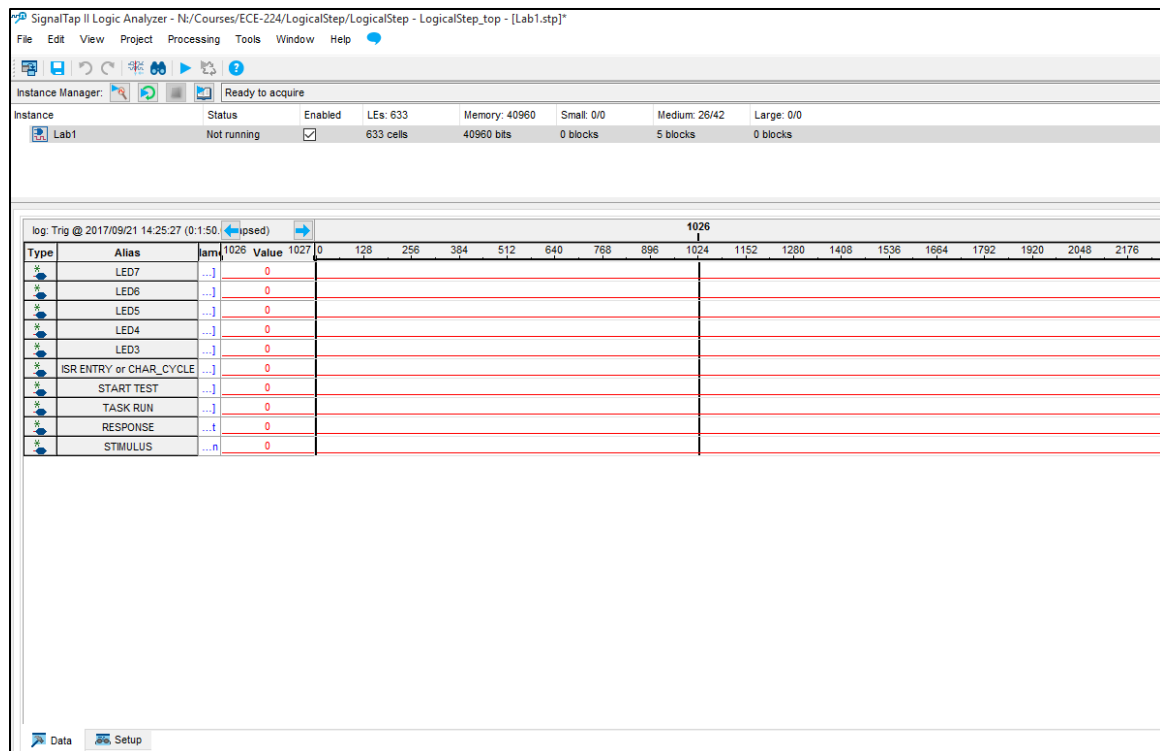 SignalTap II Logic Analyzer - N:/Courses/ECE-224/LogicalStep/LogicalStep - LogicalStep_top - [Lab1.stp]*
File Edit View Project Processing Tools Window Help
Instance Manager: Ready to acquire
Instance Status Enabled LEs: 633 Memory: 40960 Small: 0/0 Medium: 26/42 Large: 0/0
Lab1 Not running 633 cells 40960 bits 0 blocks 5 blocks 0 blocks
log: Trig @ 2017/09/21 14:25:27 (0:1:50. psed) 1026
Type Alias 1026 Value 1027 0 128 256 384 512 640 768 896 1024 1152 1280 1408 1536 1664 1792 1920 2048 2176
LED7 ...] 0
LED6 ...] 0
LED5 ...] 0
LED4 ...] 0
LED3 ...] 0
ISR ENTRY or CHAR_CYCLE ...] 0
START TEST ...] 0
TASK RUN ...] 0
RESPONSE ...t 0
STIMULUS ...n 0
Data Setup